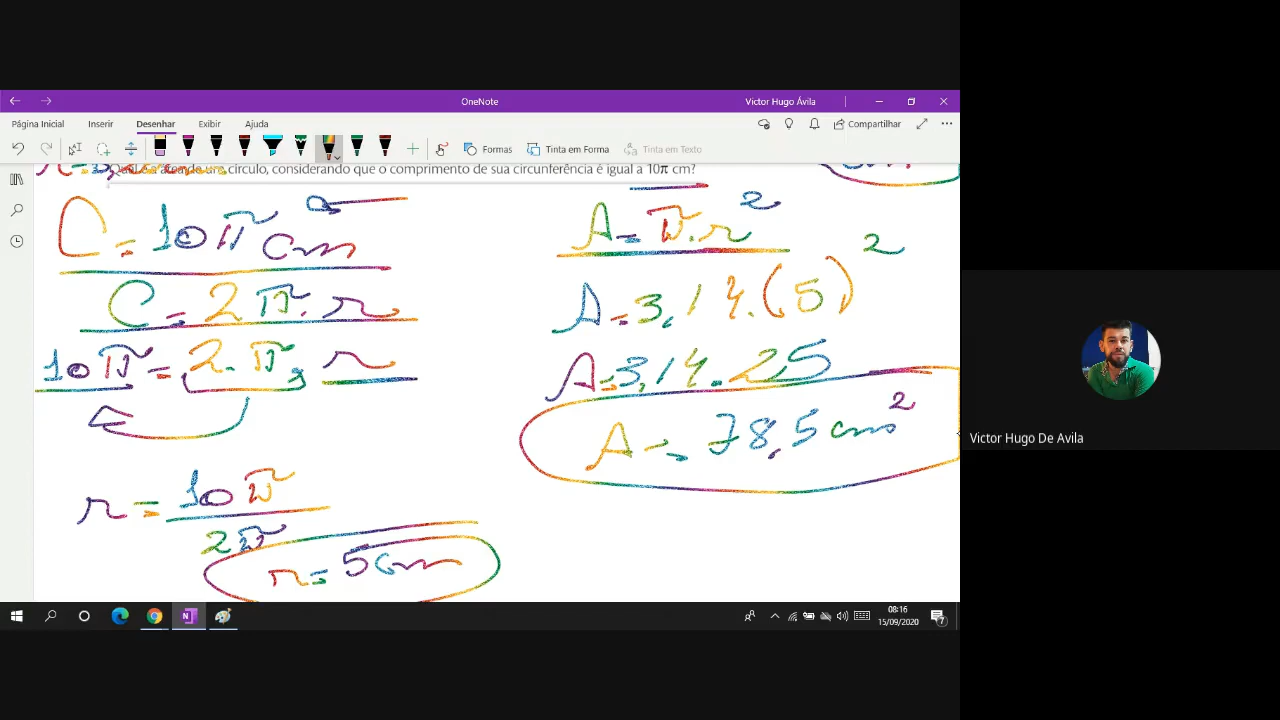 OneNote
Victor Hugo Ávila
Página Inicial Inserir Desenhar Exibir Ajuda
Compartilhar
Formas Tinta em Forma Tinta em Texto
círculo, considerando que o comprimento de sua circunferência é igual a 10π cm?
C = 10π cm
C = 2π.r
10π = 2.π.r
r = 10π
2π
r = 5cm
A = π.r²
A = 3,14.(5)²
A = 3,14.25
A = 78,5 cm²
Victor Hugo De Avila
08:16
15/09/2020